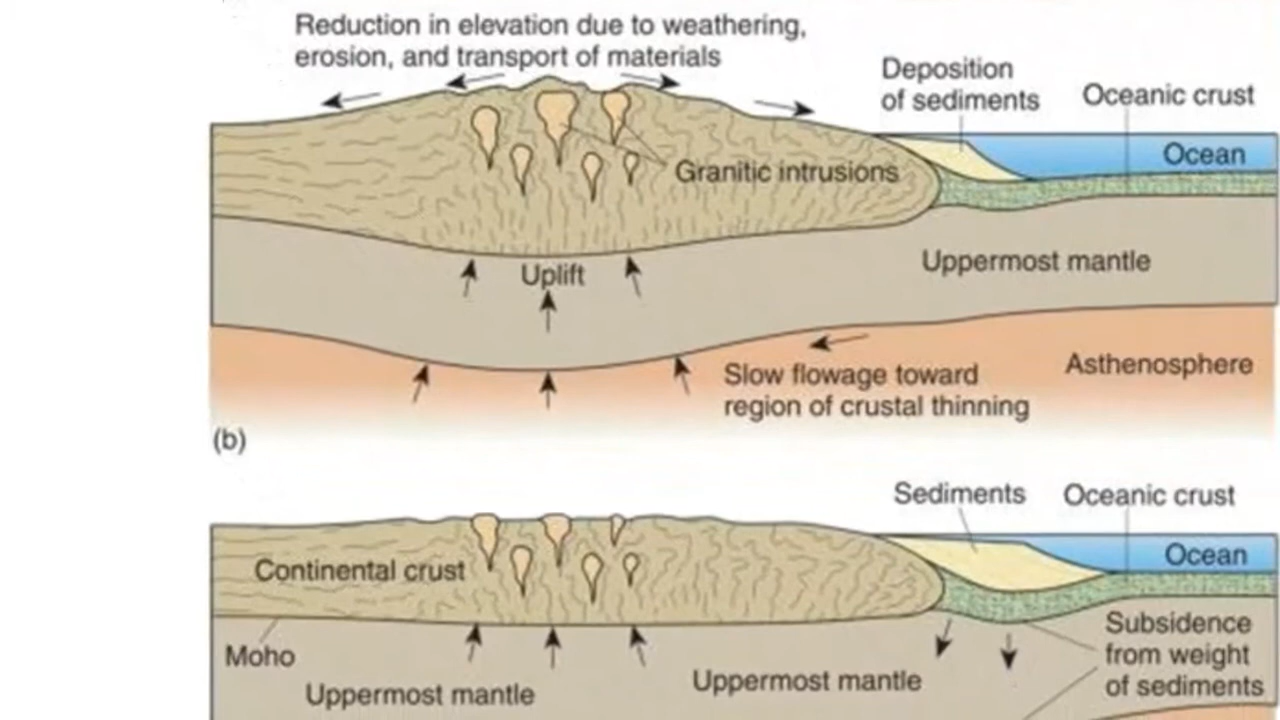 Reduction in elevation due to weathering,
erosion, and transport of materials
Deposition
of sediments
Oceanic crust
Ocean
Granitic intrusions
Uplift
Uppermost mantle
Asthenosphere
Slow flowage toward
region of crustal thinning
(b)
Sediments
Oceanic crust
Continental crust
Ocean
Moho
Uppermost mantle
Uppermost mantle
Subsidence
from weight
of sediments